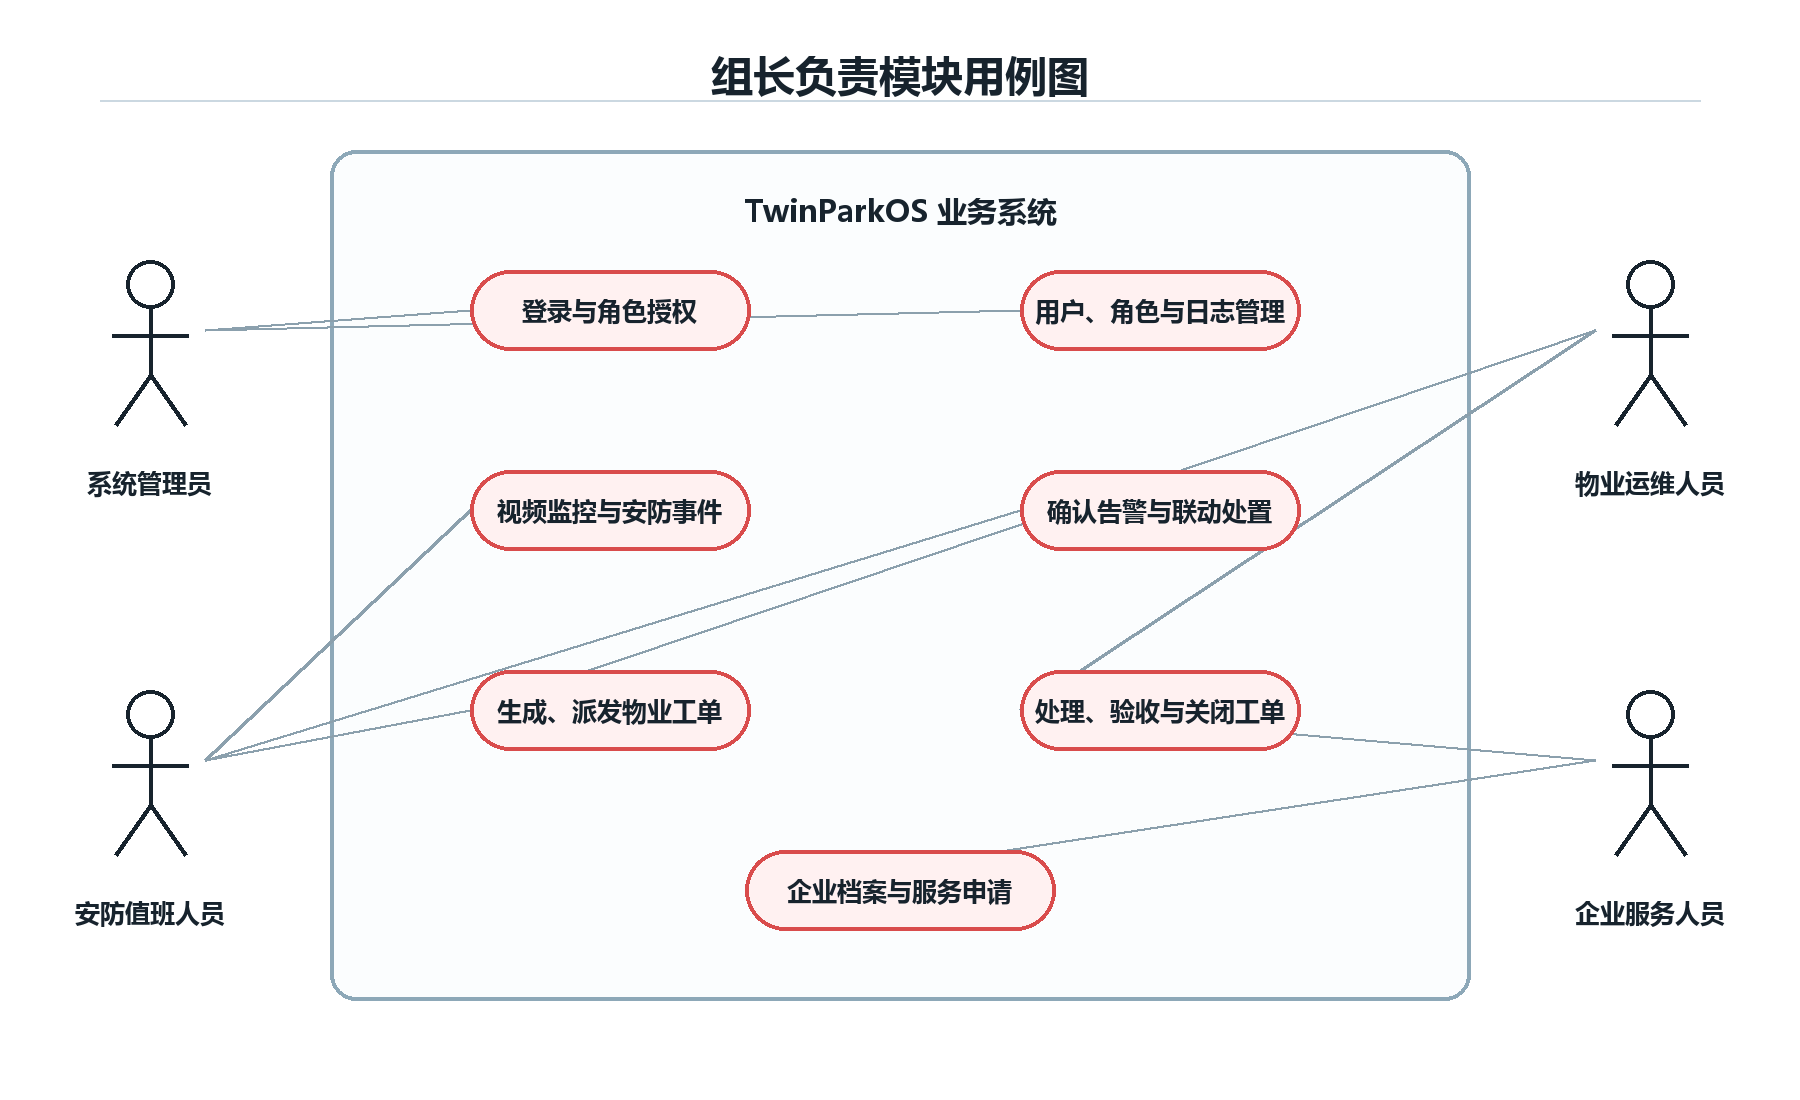 组长负责模块用例图
TwinParkOS 业务系统
登录与角色授权
用户、角色与日志管理
系统管理员
物业运维人员
视频监控与安防事件
确认告警与联动处置
生成、派发物业工单
处理、验收与关闭工单
企业档案与服务申请
安防值班人员
企业服务人员